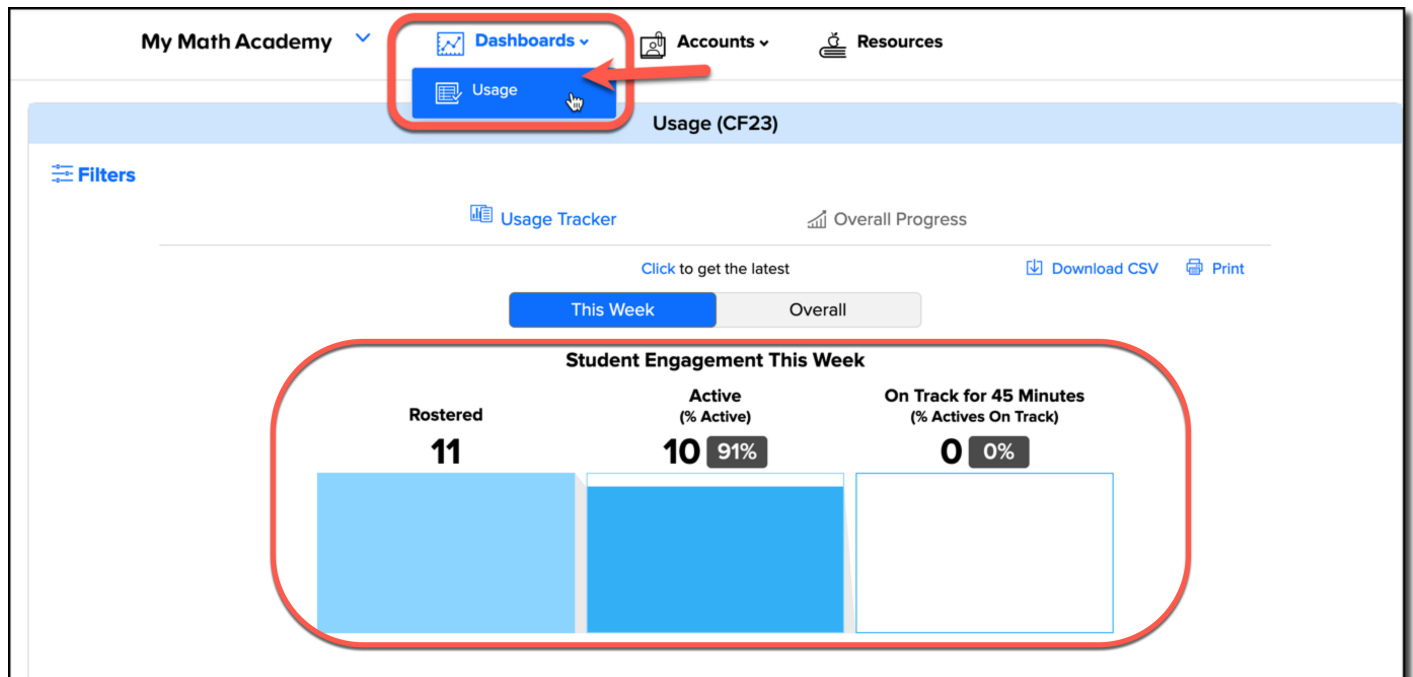 My Math Academy Dashboards Accounts Resources
Usage
Usage (CF23)
Filters
Usage Tracker Overall Progress
Click to get the latest Download CSV Print
This Week Overall
Student Engagement This Week
Rostered
11
Active
(% Active)
10 91%
On Track for 45 Minutes
(% Actives On Track)
0 0%